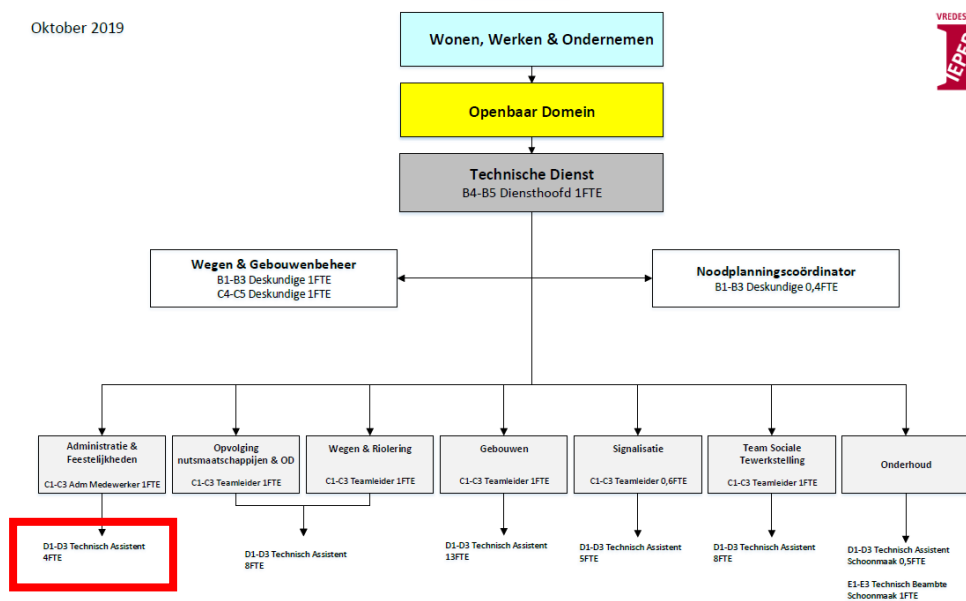 Oktober 2019
VREDES
IEPER
Wonen, Werken & Ondernemen
Openbaar Domein
Technische Dienst
B4-B5 Diensthoofd 1FTE
Wegen & Gebouwenbeheer
B1-B3 Deskundige 1FTE
C4-C5 Deskundige 1FTE
Noodplanningscoördinator
B1-B3 Deskundige 0,4FTE
Administratie &
Feestelijkheden
C1-C3 Adm Medewerker 1FTE
Opvolging
nutsmaatschappijen & OD
C1-C3 Teamleider 1FTE
Wegen & Riolering
C1-C3 Teamleider 1FTE
Gebouwen
C1-C3 Teamleider 1FTE
Signalisatie
C1-C3 Teamleider 0,6FTE
Team Sociale
Tewerkstelling
C1-C3 Teamleider 1FTE
Onderhoud
D1-D3 Technisch Assistent
4FTE
D1-D3 Technisch Assistent
8FTE
D1-D3 Technisch Assistent
13FTE
D1-D3 Technisch Assistent
5FTE
D1-D3 Technisch Assistent
8FTE
D1-D3 Technisch Assistent
Schoonmaak 0,5FTE
E1-E3 Technisch Beambte
Schoonmaak 1FTE